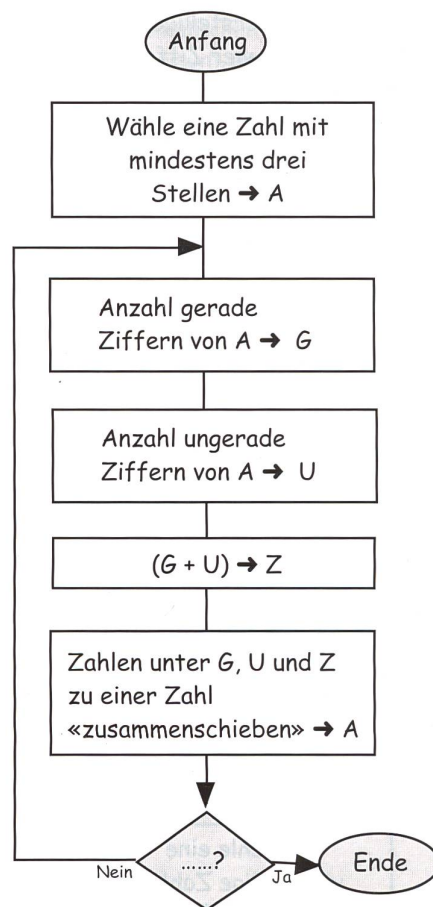 Anfang
Wähle eine Zahl mit
mindestens drei
Stellen ➔ A
Anzahl gerade
Ziffern von A ➔ G
Anzahl ungerade
Ziffern von A ➔ U
(G + U) ➔ Z
Zahlen unter G, U und Z
zu einer Zahl
«zusammenschieben» ➔ A
......?
Nein
Ja
Ende